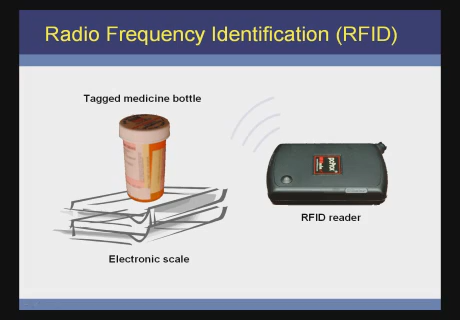 Radio Frequency Identification (RFID)
Tagged medicine bottle
RFID reader
Electronic scale